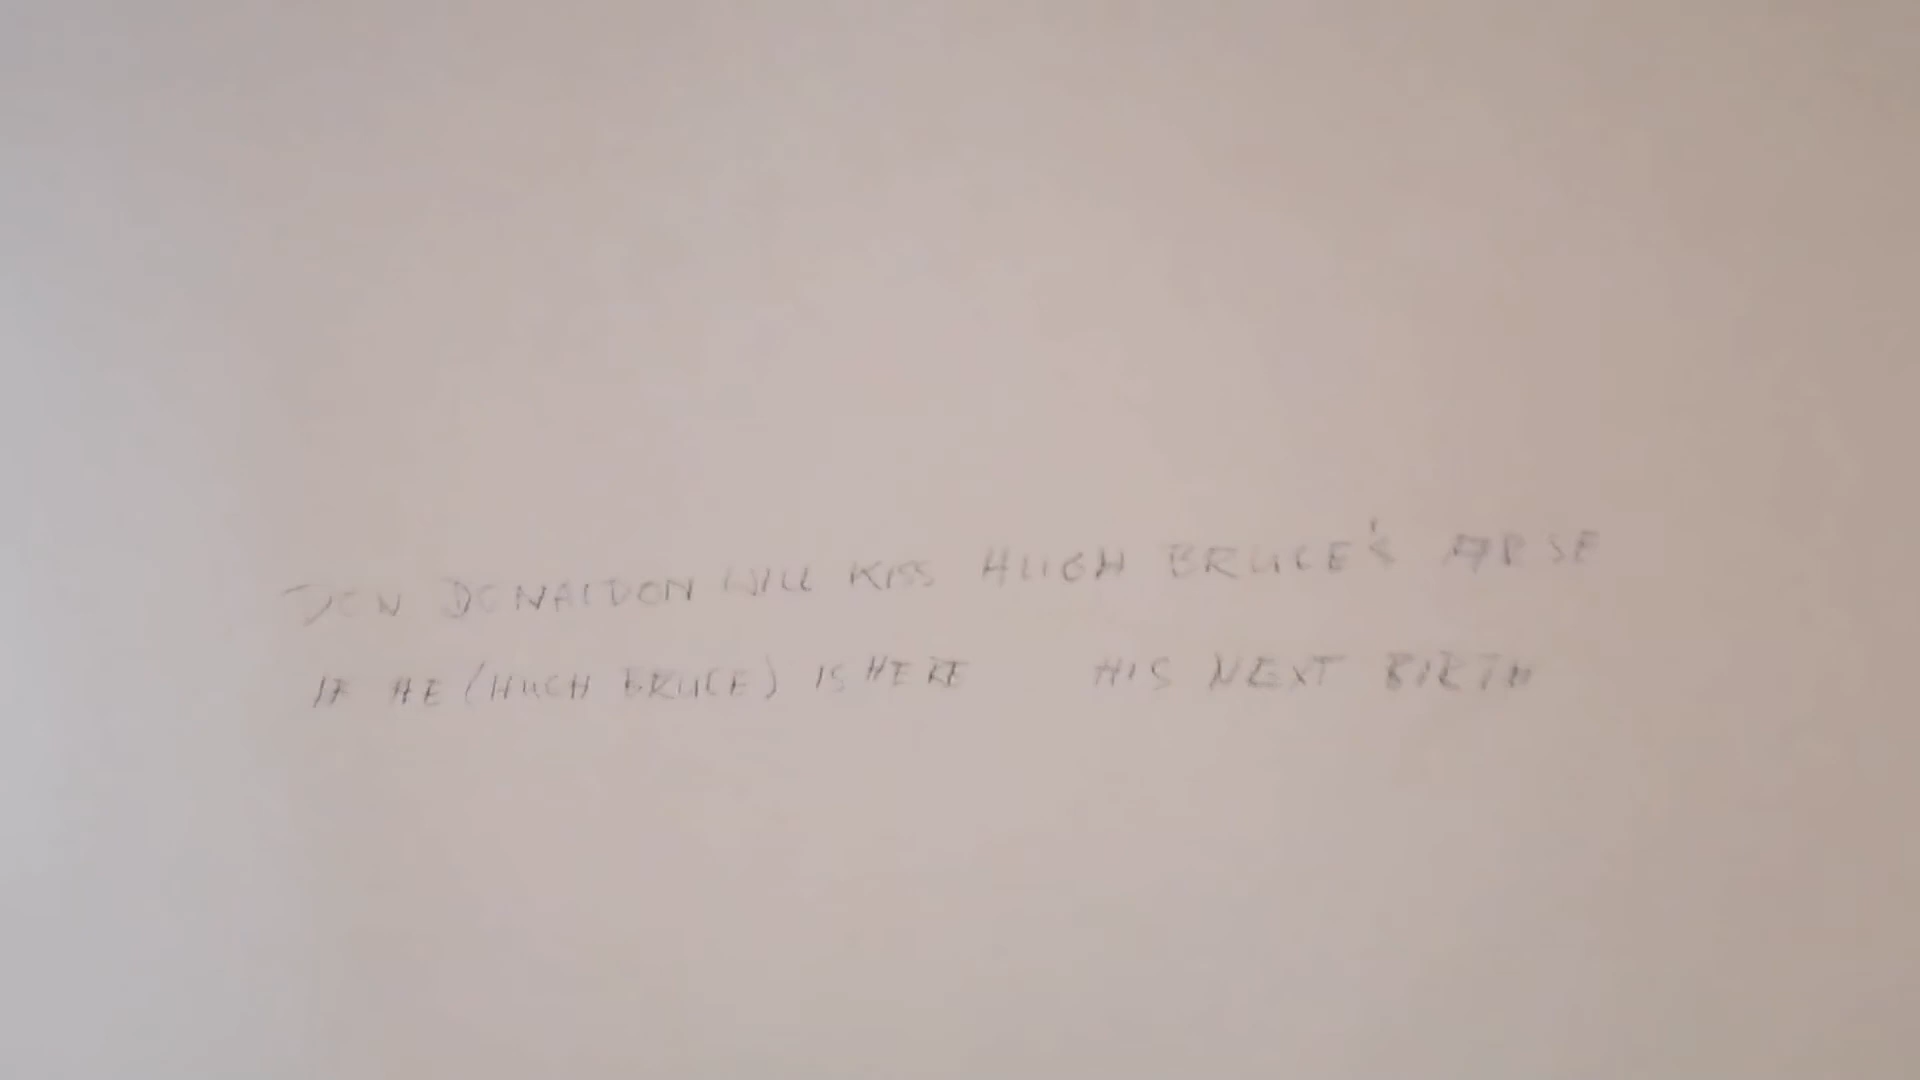 JON DONALDON WILL KISS HUGH BRUCE'S ARSE
IF HE (HUGH BRUCE) IS HERE HIS NEXT BIRTH